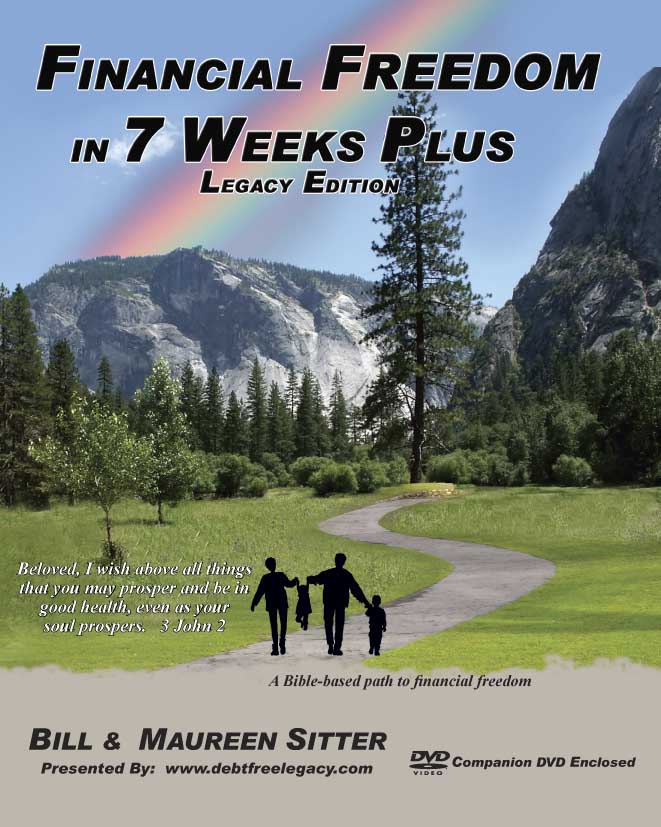 FINANCIAL FREEDOM
IN 7 WEEKS PLUS
LEGACY EDITION
Beloved, I wish above all things
that you may prosper and be in
good health, even as your
soul prospers. 3 John 2
A Bible-based path to financial freedom
BILL & MAUREEN SITTER
Presented By: www.debtfreelegacy.com
DVD
VIDEO
Companion DVD Enclosed